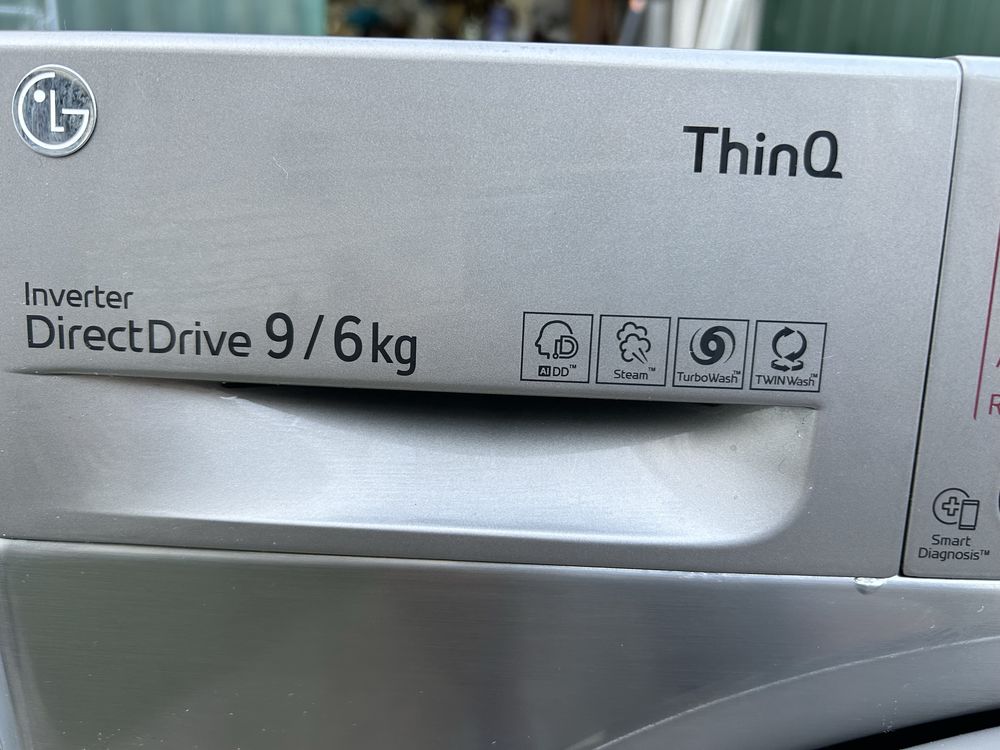 LG
ThinQ
Inverter
DirectDrive 9/6kg
AI DD™
Steam™
TurboWash™
TWINWash™
R
Smart
Diagnosis™